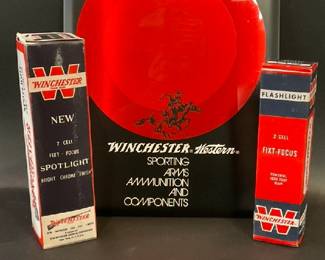 WINCHESTER
NEW
2 CELL
FIXT-FOCUS
SPOTLIGHT
BRIGHT CHROME FINISH
WINCHESTER
WINCHESTER Western
SPORTING
ARMS
AMMUNITION
AND
COMPONENTS
FLASHLIGHT
2 CELL
FIXT-FOCUS
WINCHESTER